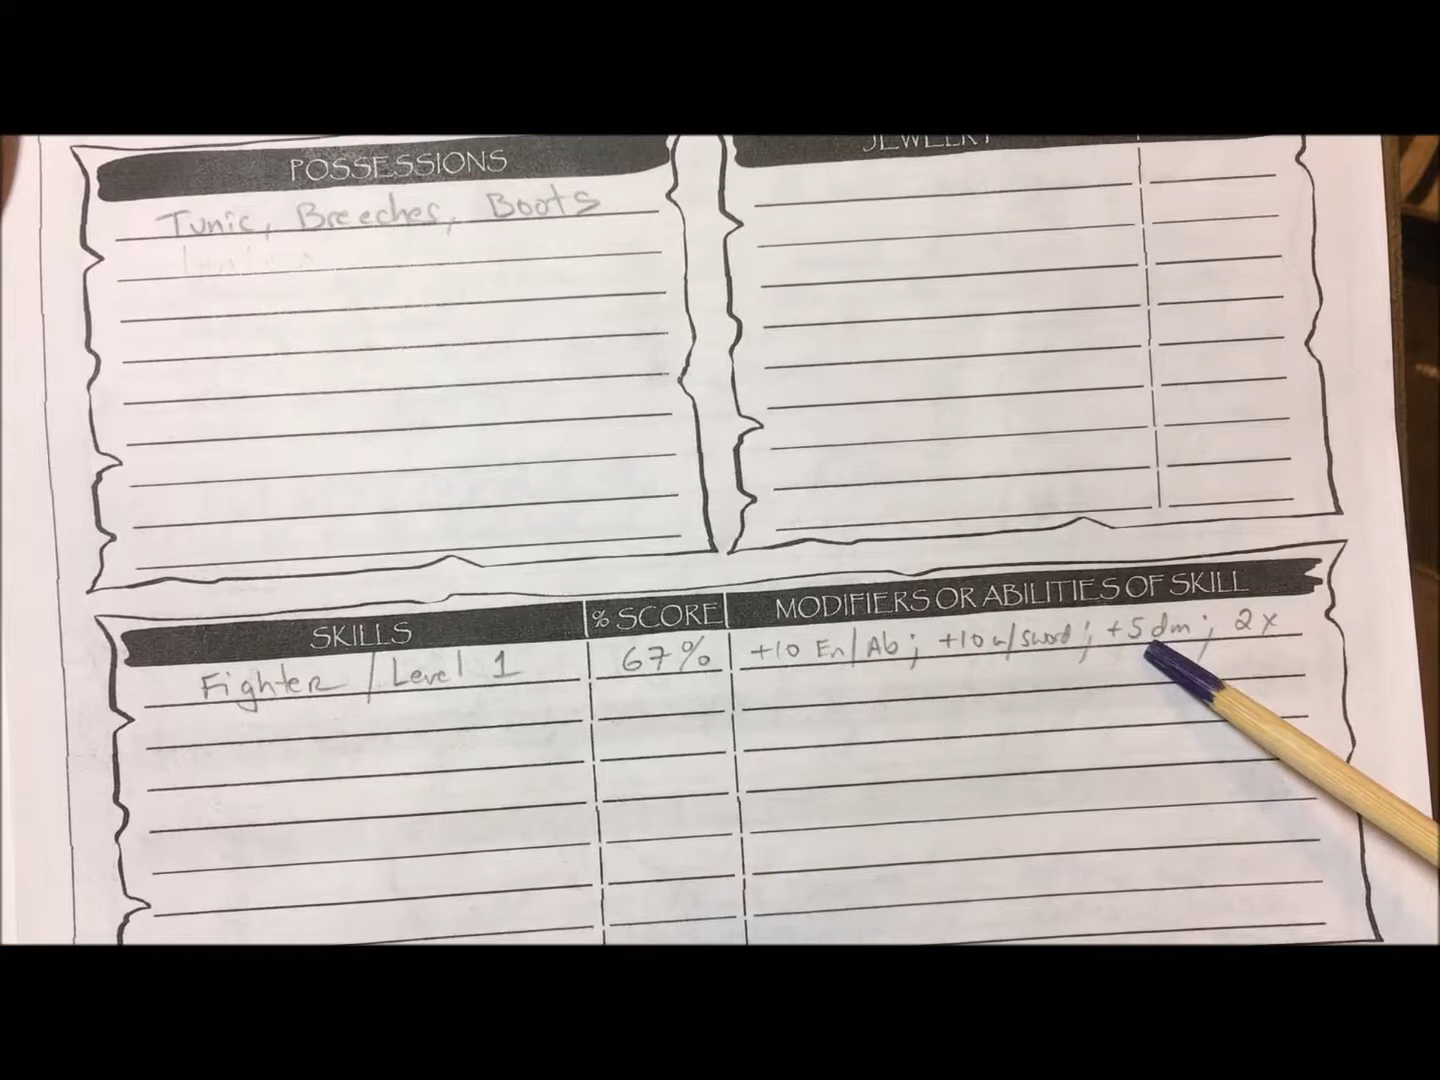 POSSESSIONS
JEWELRY
Tunic, Breeches, Boots
SKILLS
% SCORE
MODIFIERS OR ABILITIES OF SKILL
Fighter / Level 1
67%
+10 En/Ab; +10 w/sword; +5 dm; 2x